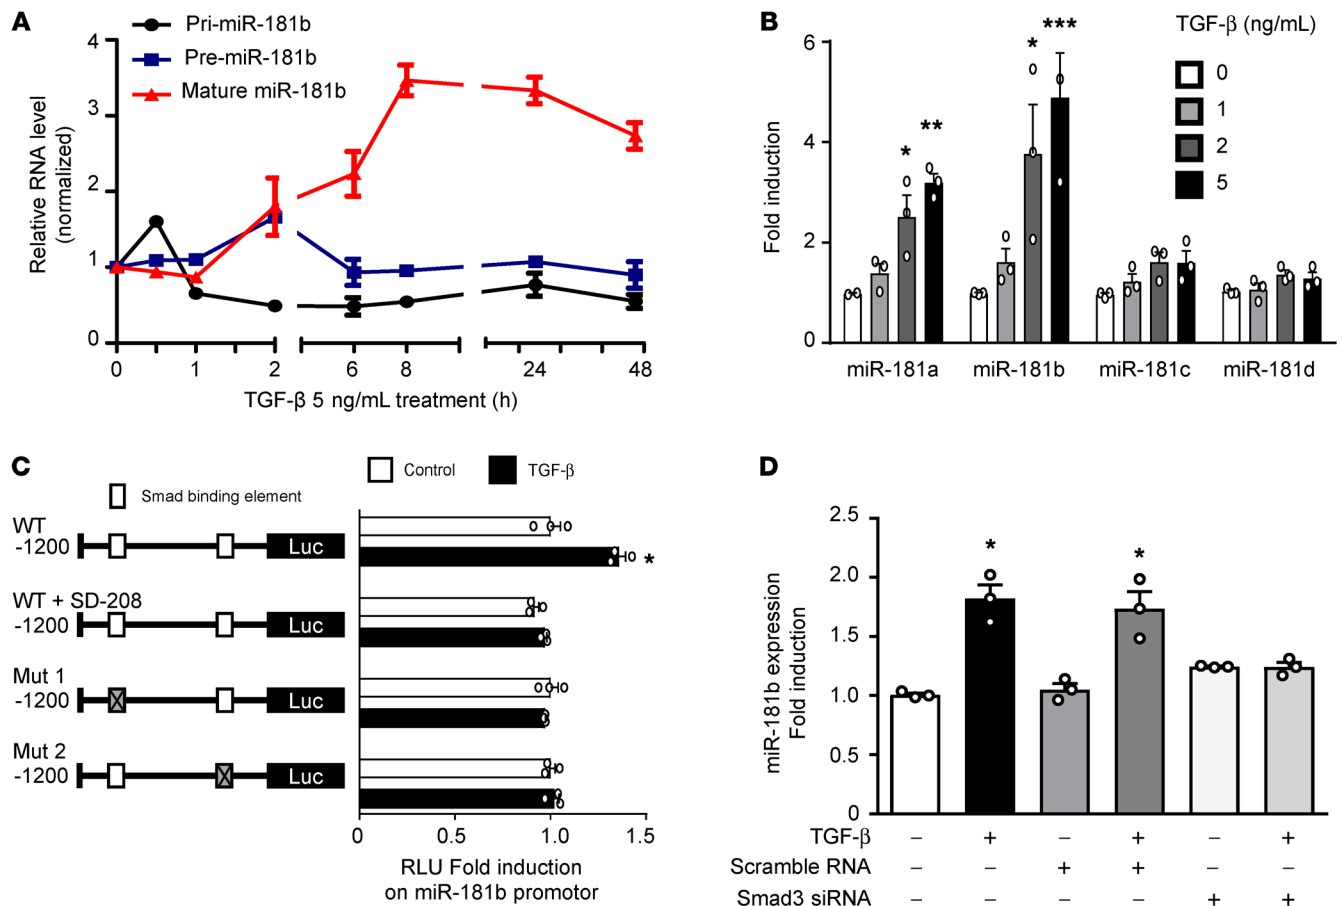 A
Pri-miR-181b
Pre-miR-181b
Mature miR-181b
Relative RNA level
(normalized)
4
3
2
1
0
0 1 2 6 8 24 48
TGF-β 5 ng/mL treatment (h)
B
TGF-β (ng/mL)
0
1
2
5
Fold induction
6
4
2
0
* ** * ***
miR-181a miR-181b miR-181c miR-181d
C
Control TGF-β
Smad binding element
WT
-1200 Luc
*
WT + SD-208
-1200 Luc
Mut 1
-1200 Luc
Mut 2
-1200 Luc
0 0.5 1.0 1.5
RLU Fold induction
on miR-181b promotor
D
miR-181b expression
Fold induction
2.5
2.0
1.5
1.0
0.5
0
* *
TGF-β – + – + – +
Scramble RNA – – + + – –
Smad3 siRNA – – – – + +